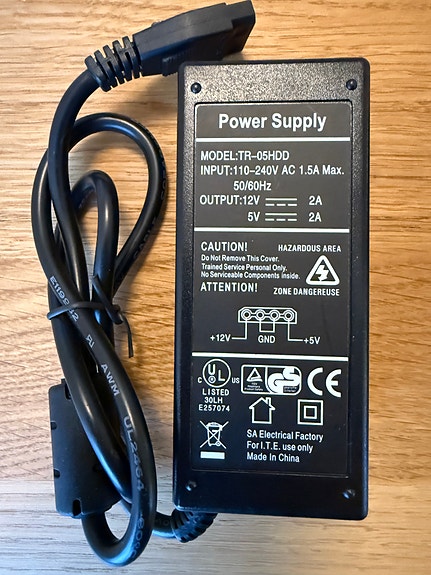 Power Supply
MODEL:TR-05HDD
INPUT:110-240V AC 1.5A Max.
50/60Hz
OUTPUT:12V 2A
5V 2A
CAUTION! HAZARDOUS AREA
Do Not Remove This Cover.
Trained Service Personal Only.
No Serviceable Components inside.
ATTENTION! ZONE DANGEREUSE
+12V GND +5V
C UL US
LISTED
30LH
E257074
GS
CE
SA Electrical Factory
For I.T.E. use only
Made In China
AWM